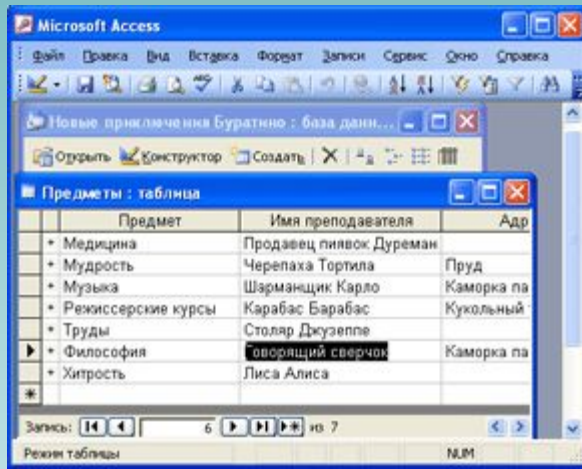 Microsoft Access
Файл Правка Вид Вставка Формат Записи Сервис Окно Справка
Новые приключения Буратино : база данн...
Открыть Конструктор Создать
Предметы : таблица
Предмет Имя преподавателя Адр
+ Медицина Продавец пиявок Дуреман
+ Мудрость Черепаха Тортила Пруд
+ Музыка Шарманщик Карло Каморка па
+ Режиссерские курсы Карабас Барабас Кукольный
+ Труды Столяр Джузеппе
+ Философия Говорящий сверчок Каморка па
+ Хитрость Лиса Алиса
Запись: 6 из 7
Режим таблицы NUM